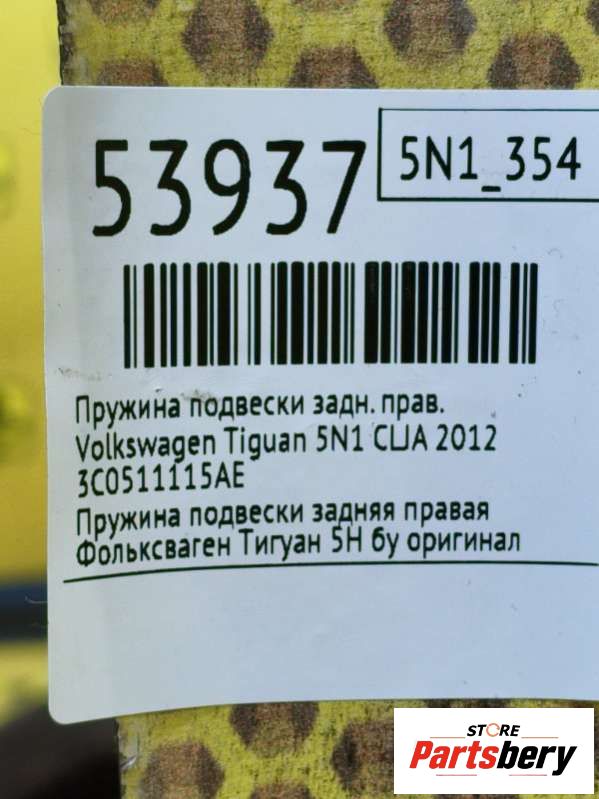 53937
5N1_354
Пружина подвески задн. прав.
Volkswagen Tiguan 5N1 CLJA 2012
3C0511115AE
Пружина подвески задняя правая
Фольксваген Тигуан 5Н бу оригинал
STORE
Partsbery